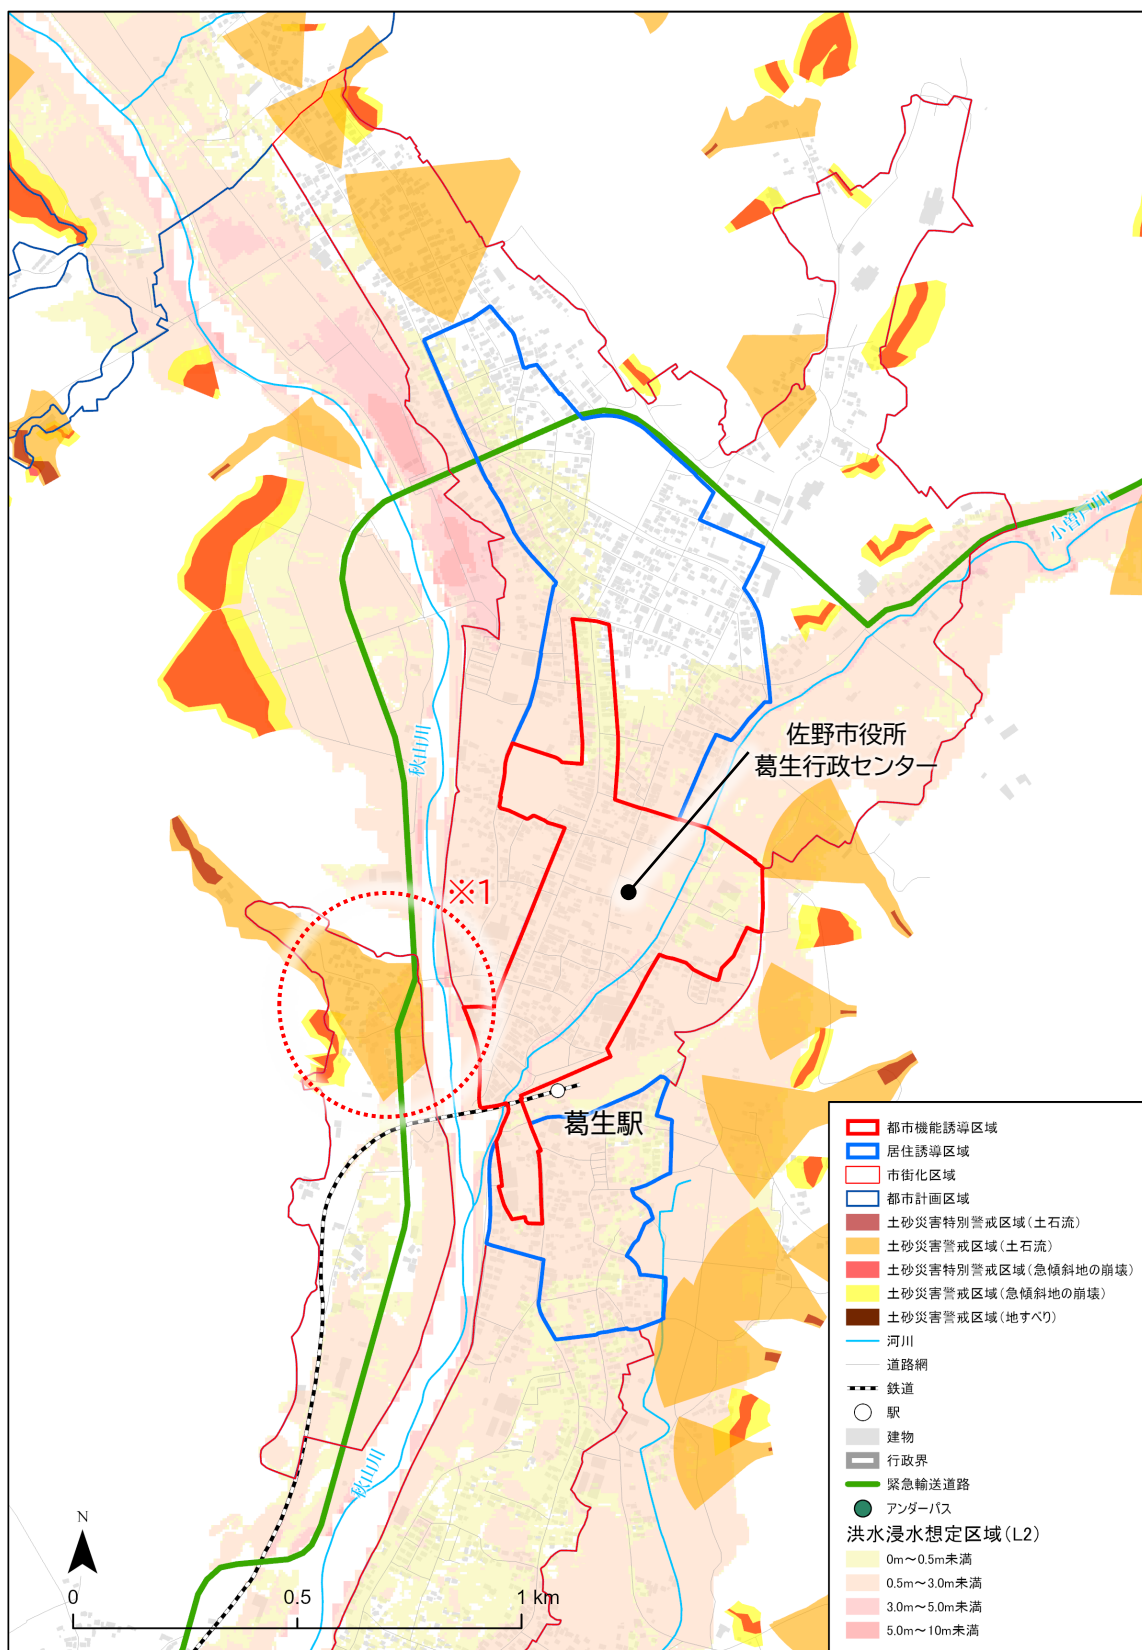 小曽戸川
佐野市役所
葛生行政センター
秋山川
※1
葛生駅
秋山川
N
0
0.5
1 km
都市機能誘導区域
居住誘導区域
市街化区域
都市計画区域
土砂災害特別警戒区域(土石流)
土砂災害警戒区域(土石流)
土砂災害特別警戒区域(急傾斜地の崩壊)
土砂災害警戒区域(急傾斜地の崩壊)
土砂災害警戒区域(地すべり)
河川
道路網
鉄道
駅
建物
行政界
緊急輸送道路
アンダーパス
洪水浸水想定区域(L2)
0m～0.5m未満
0.5m～3.0m未満
3.0m～5.0m未満
5.0m～10m未満